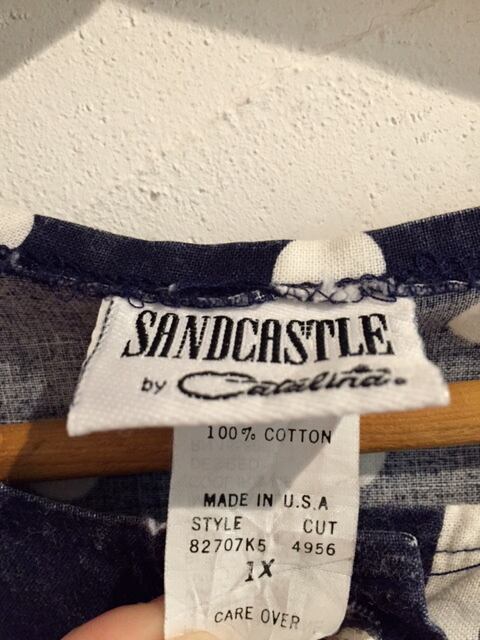 SANDCASTLE
by Catalina
100% COTTON
MADE IN U.S.A
STYLE CUT
82707K5 4956
1X
CARE OVER